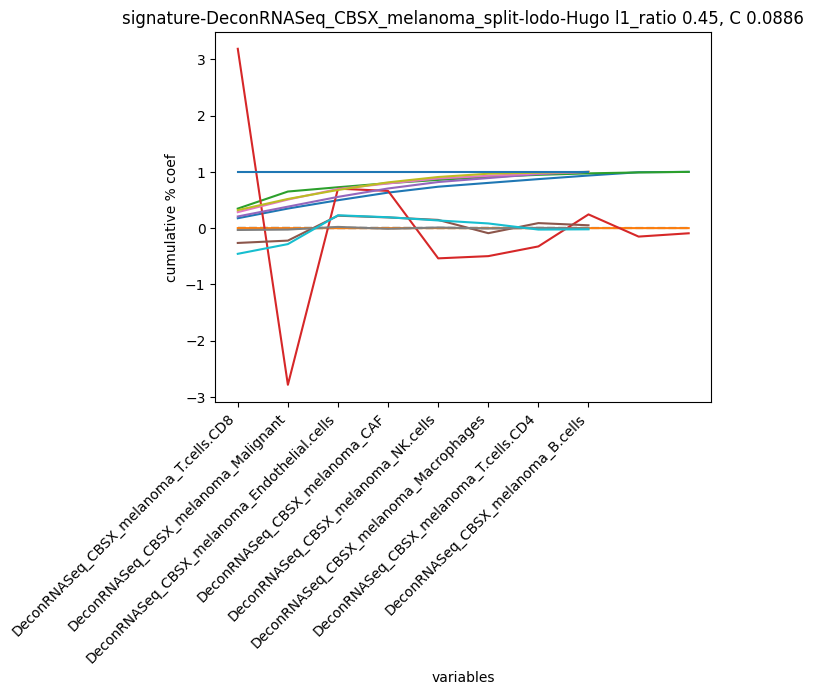 signature-DeconRNASeq_CBSX_melanoma_split-lodo-Hugo l1_ratio 0.45, C 0.0886
cumulative % coef
3
2
1
0
−1
−2
−3
DeconRNASeq_CBSX_melanoma_T.cells.CD8
DeconRNASeq_CBSX_melanoma_Malignant
DeconRNASeq_CBSX_melanoma_Endothelial.cells
DeconRNASeq_CBSX_melanoma_CAF
DeconRNASeq_CBSX_melanoma_NK.cells
DeconRNASeq_CBSX_melanoma_Macrophages
DeconRNASeq_CBSX_melanoma_T.cells.CD4
DeconRNASeq_CBSX_melanoma_B.cells
variables